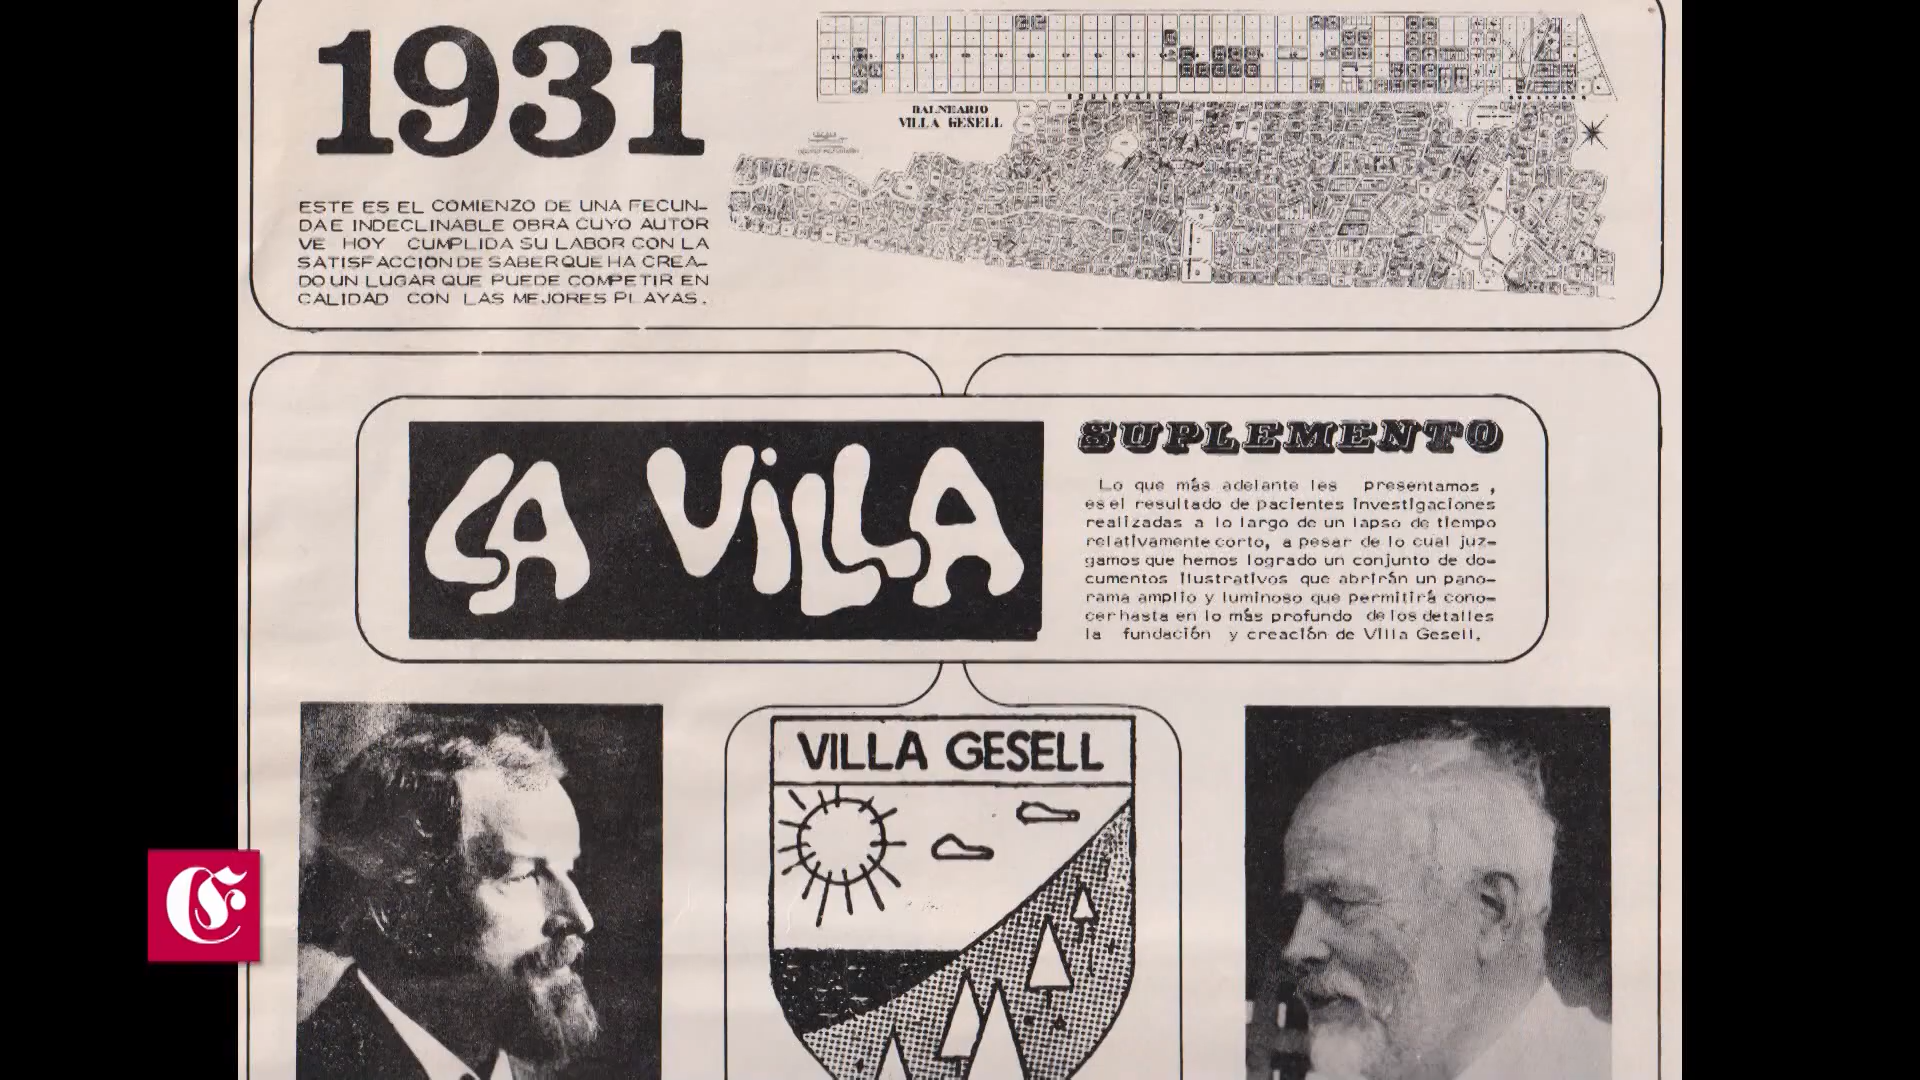 1931
ESTE ES EL COMIENZO DE UNA FECUN-
DA E INDECLINABLE OBRA CUYO AUTOR
VE HOY CUMPLIDA SU LABOR CON LA
SATISFACCION DE SABER QUE HA CREA-
DO UN LUGAR QUE PUEDE COMPETIR EN
CALIDAD CON LAS MEJORES PLAYAS.
BOULEVARD
BOULEVARD
BALNEARIO
VILLA GESELL
LA ViLLA
SUPLEMENTO
Lo que más adelante les presentamos,
es el resultado de pacientes investigaciones
realizadas a lo largo de un lapso de tiempo
relativamente corto, a pesar de lo cual juz-
gamos que hemos logrado un conjunto de do-
cumentos ilustrativos que abrirán un pano-
rama amplio y luminoso que permitirá cono-
cer hasta en lo más profundo de los detalles
la fundación y creación de Villa Gesell.
VILLA GESELL